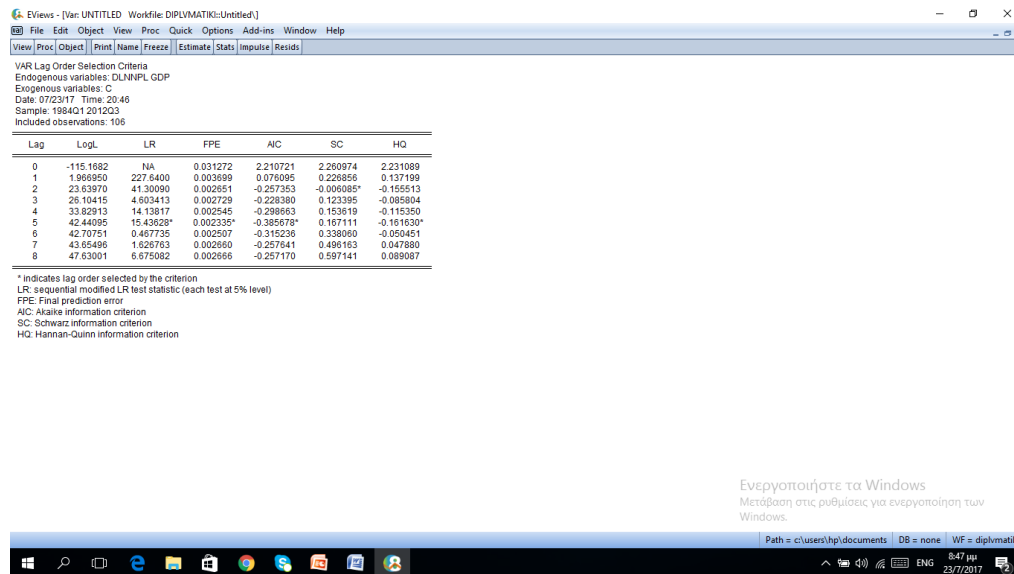 EViews - [Var: UNTITLED Workfile: DIPLVMATIKI::Untitled\]
File Edit Object View Proc Quick Options Add-ins Window Help
View Proc Object Print Name Freeze Estimate Stats Impulse Resids
VAR Lag Order Selection Criteria
Endogenous variables: DLNNPL GDP
Exogenous variables: C
Date: 07/23/17 Time: 20:46
Sample: 1984Q1 2012Q3
Included observations: 106
Lag LogL LR FPE AIC SC HQ
0 -115.1682 NA 0.031272 2.210721 2.260974 2.231089
1 1.966950 227.6400 0.003699 0.076095 0.226856 0.137199
2 23.63970 41.30090 0.002651 -0.257353 -0.006085* -0.155513
3 26.10415 4.603413 0.002729 -0.228380 0.123395 -0.085804
4 33.82913 14.13817 0.002545 -0.298663 0.153619 -0.115350
5 42.44095 15.43628* 0.002335* -0.385678* 0.167111 -0.161630*
6 42.70751 0.467735 0.002507 -0.315236 0.338060 -0.050451
7 43.65496 1.626763 0.002660 -0.257641 0.496163 0.047880
8 47.63001 6.675082 0.002666 -0.257170 0.597141 0.089087
* indicates lag order selected by the criterion
LR: sequential modified LR test statistic (each test at 5% level)
FPE: Final prediction error
AIC: Akaike information criterion
SC: Schwarz information criterion
HQ: Hannan-Quinn information criterion
Ενεργοποιήστε τα Windows
Μετάβαση στις ρυθμίσεις για ενεργοποίηση των
Windows.
Path = c:\users\hp\documents DB = none WF = diplvmati
ENG
8:47 μμ
23/7/2017
2